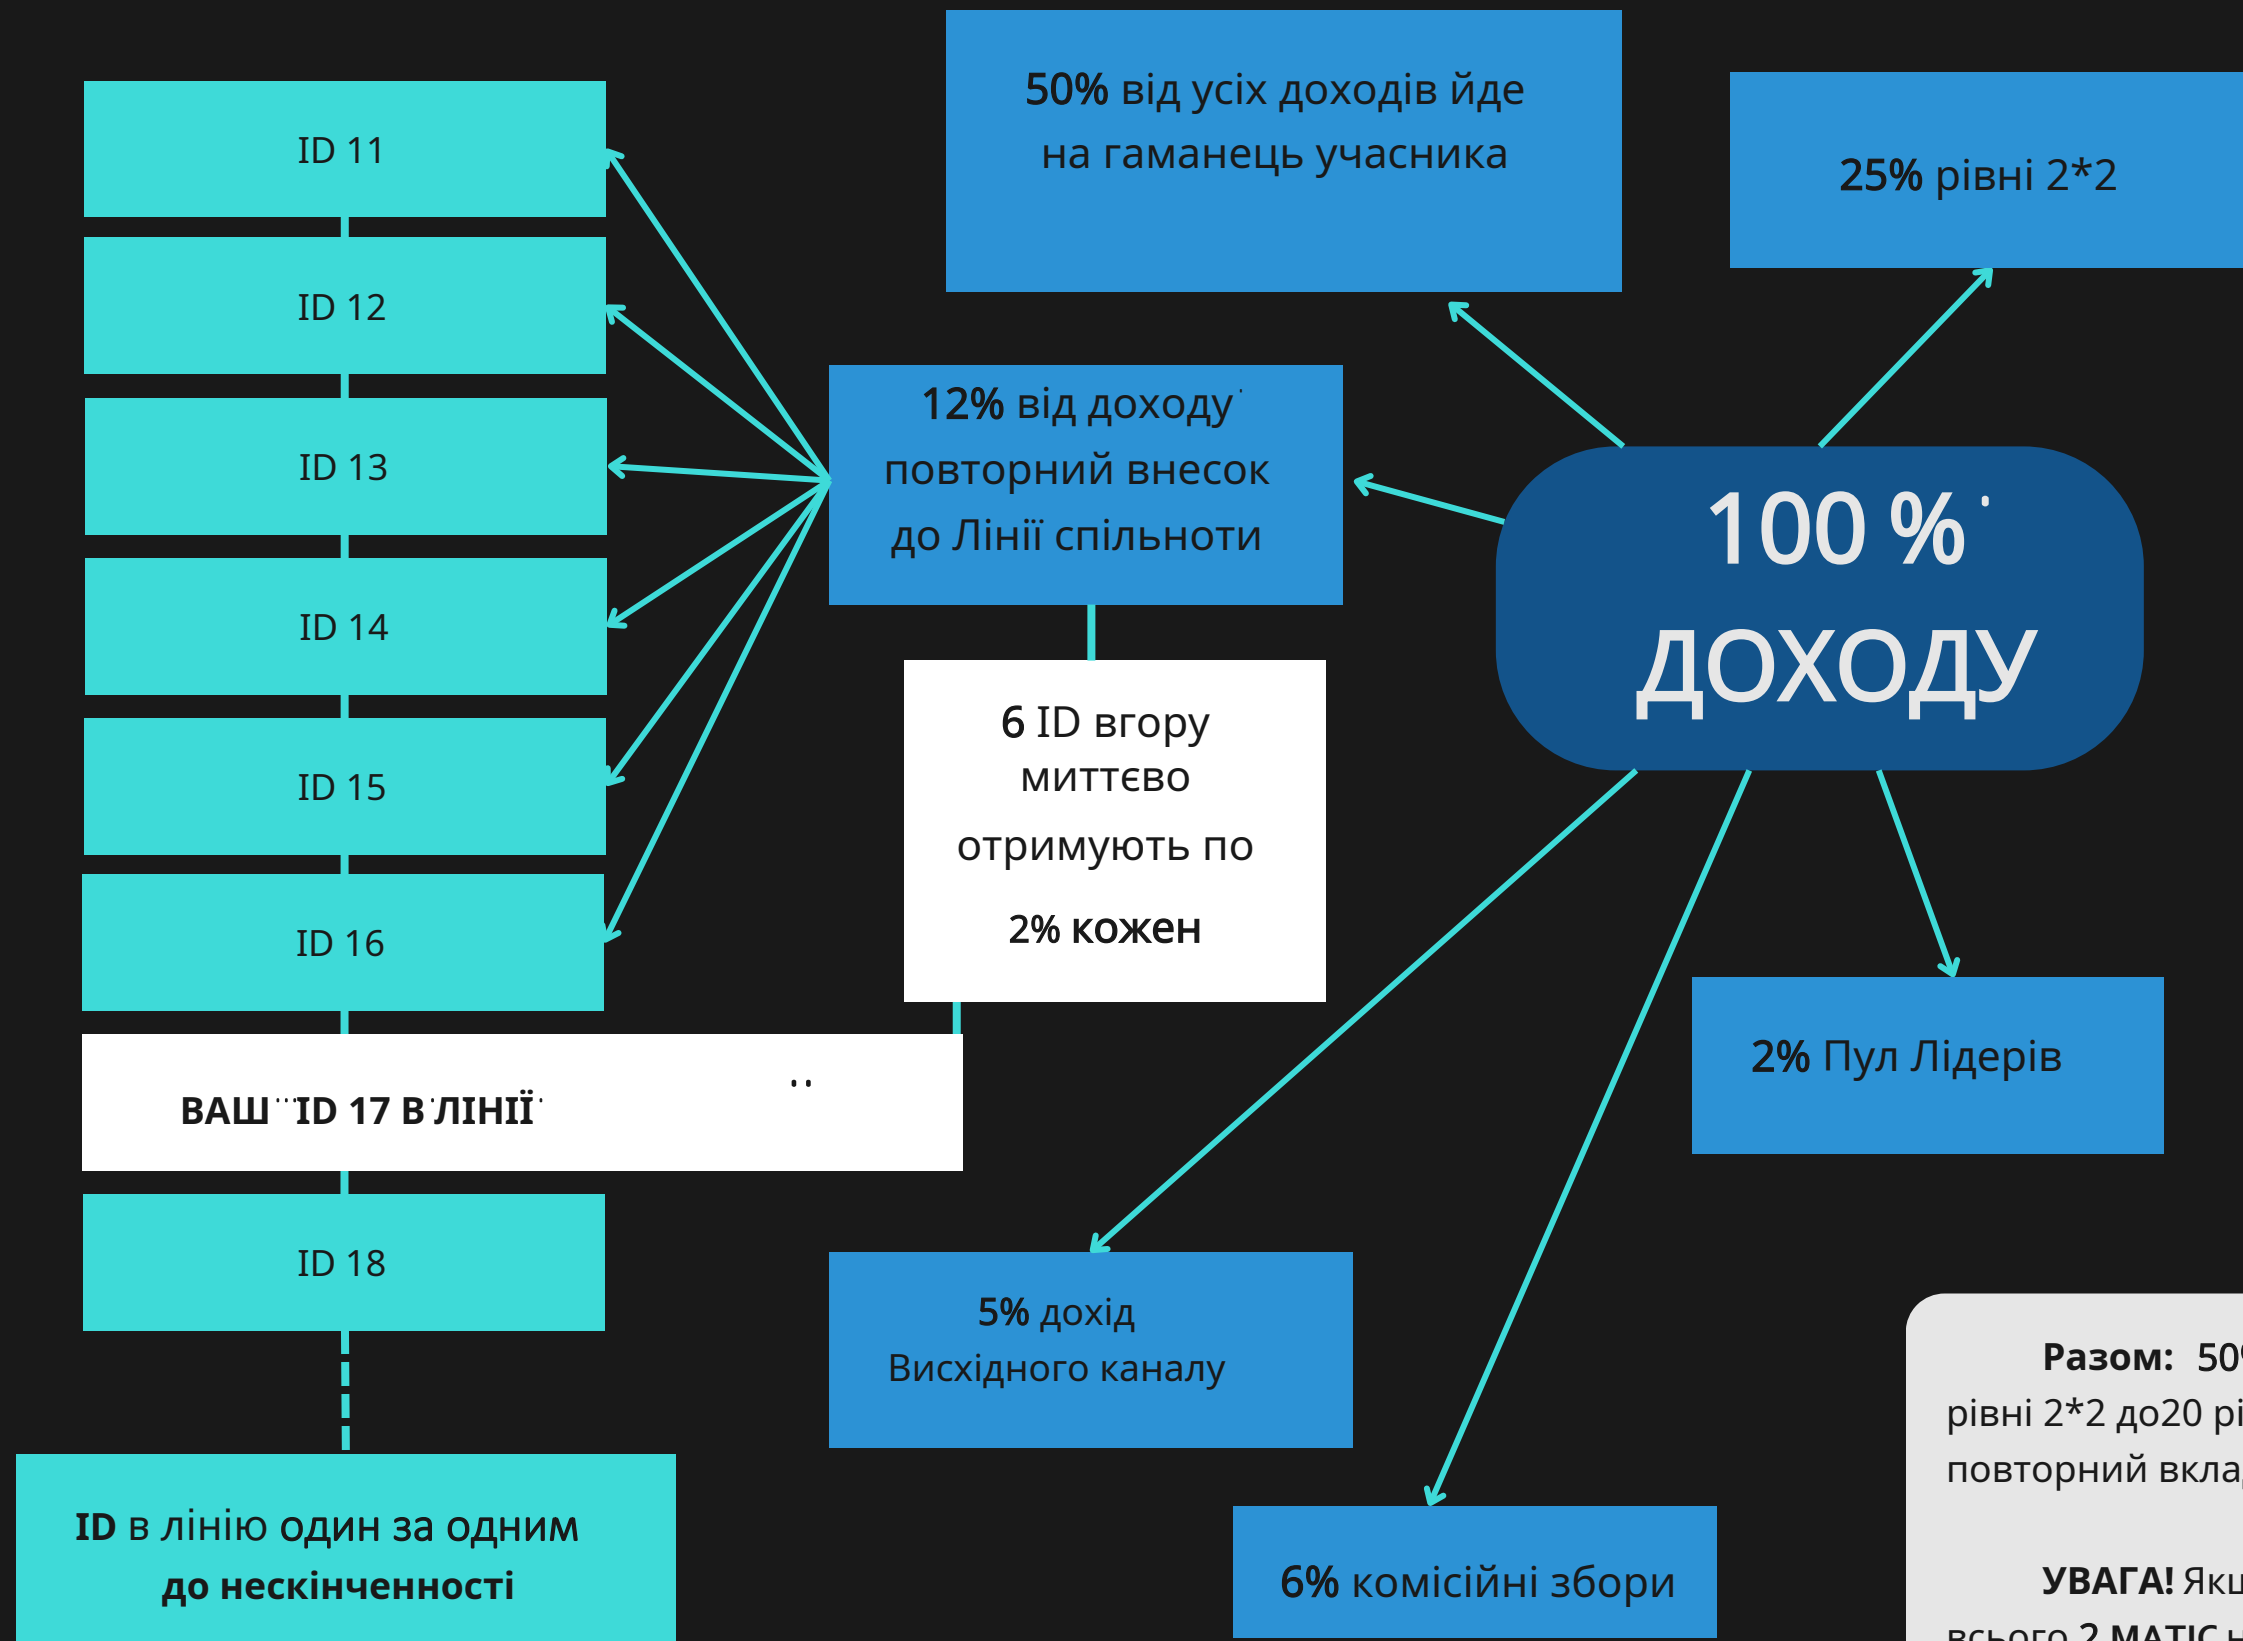 50% від усіх доходів йде
на гаманець учасника
25% рівні 2*2
ID 11
ID 12
ID 13
ID 14
ID 15
ID 16
12% від доходу
повторний внесок
до Лінії спільноти
100 %
ДОХОДУ
6 ID вгору
миттєво
отримують по
2% кожен
ВАШ ID 17 В ЛІНІЇ
2% Пул Лідерів
ID 18
5% дохід
Висхідного каналу
ID в лінію один за одним
до нескінченності
6% комісійні збори
Разом:
рівні 2*2 до20
повторний
УВАГА!
всього 2 MATIC